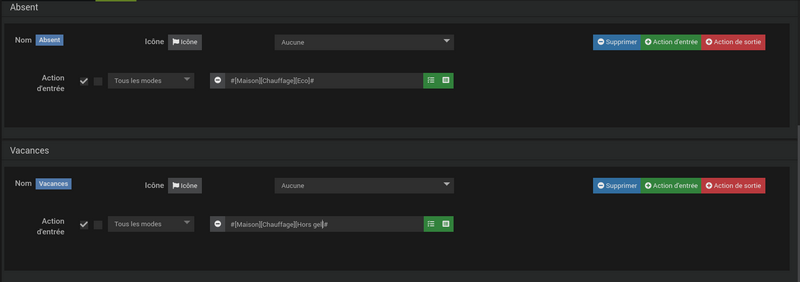 Absent
Nom Absent Icône Icône Aucune Supprimer Action d'entrée Action de sortie
Action
d'entrée
Tous les modes #[Maison][Chauffage][Eco]#
Vacances
Nom Vacances Icône Icône Aucune Supprimer Action d'entrée Action de sortie
Action
d'entrée
Tous les modes #[Maison][Chauffage][Hors gel]#